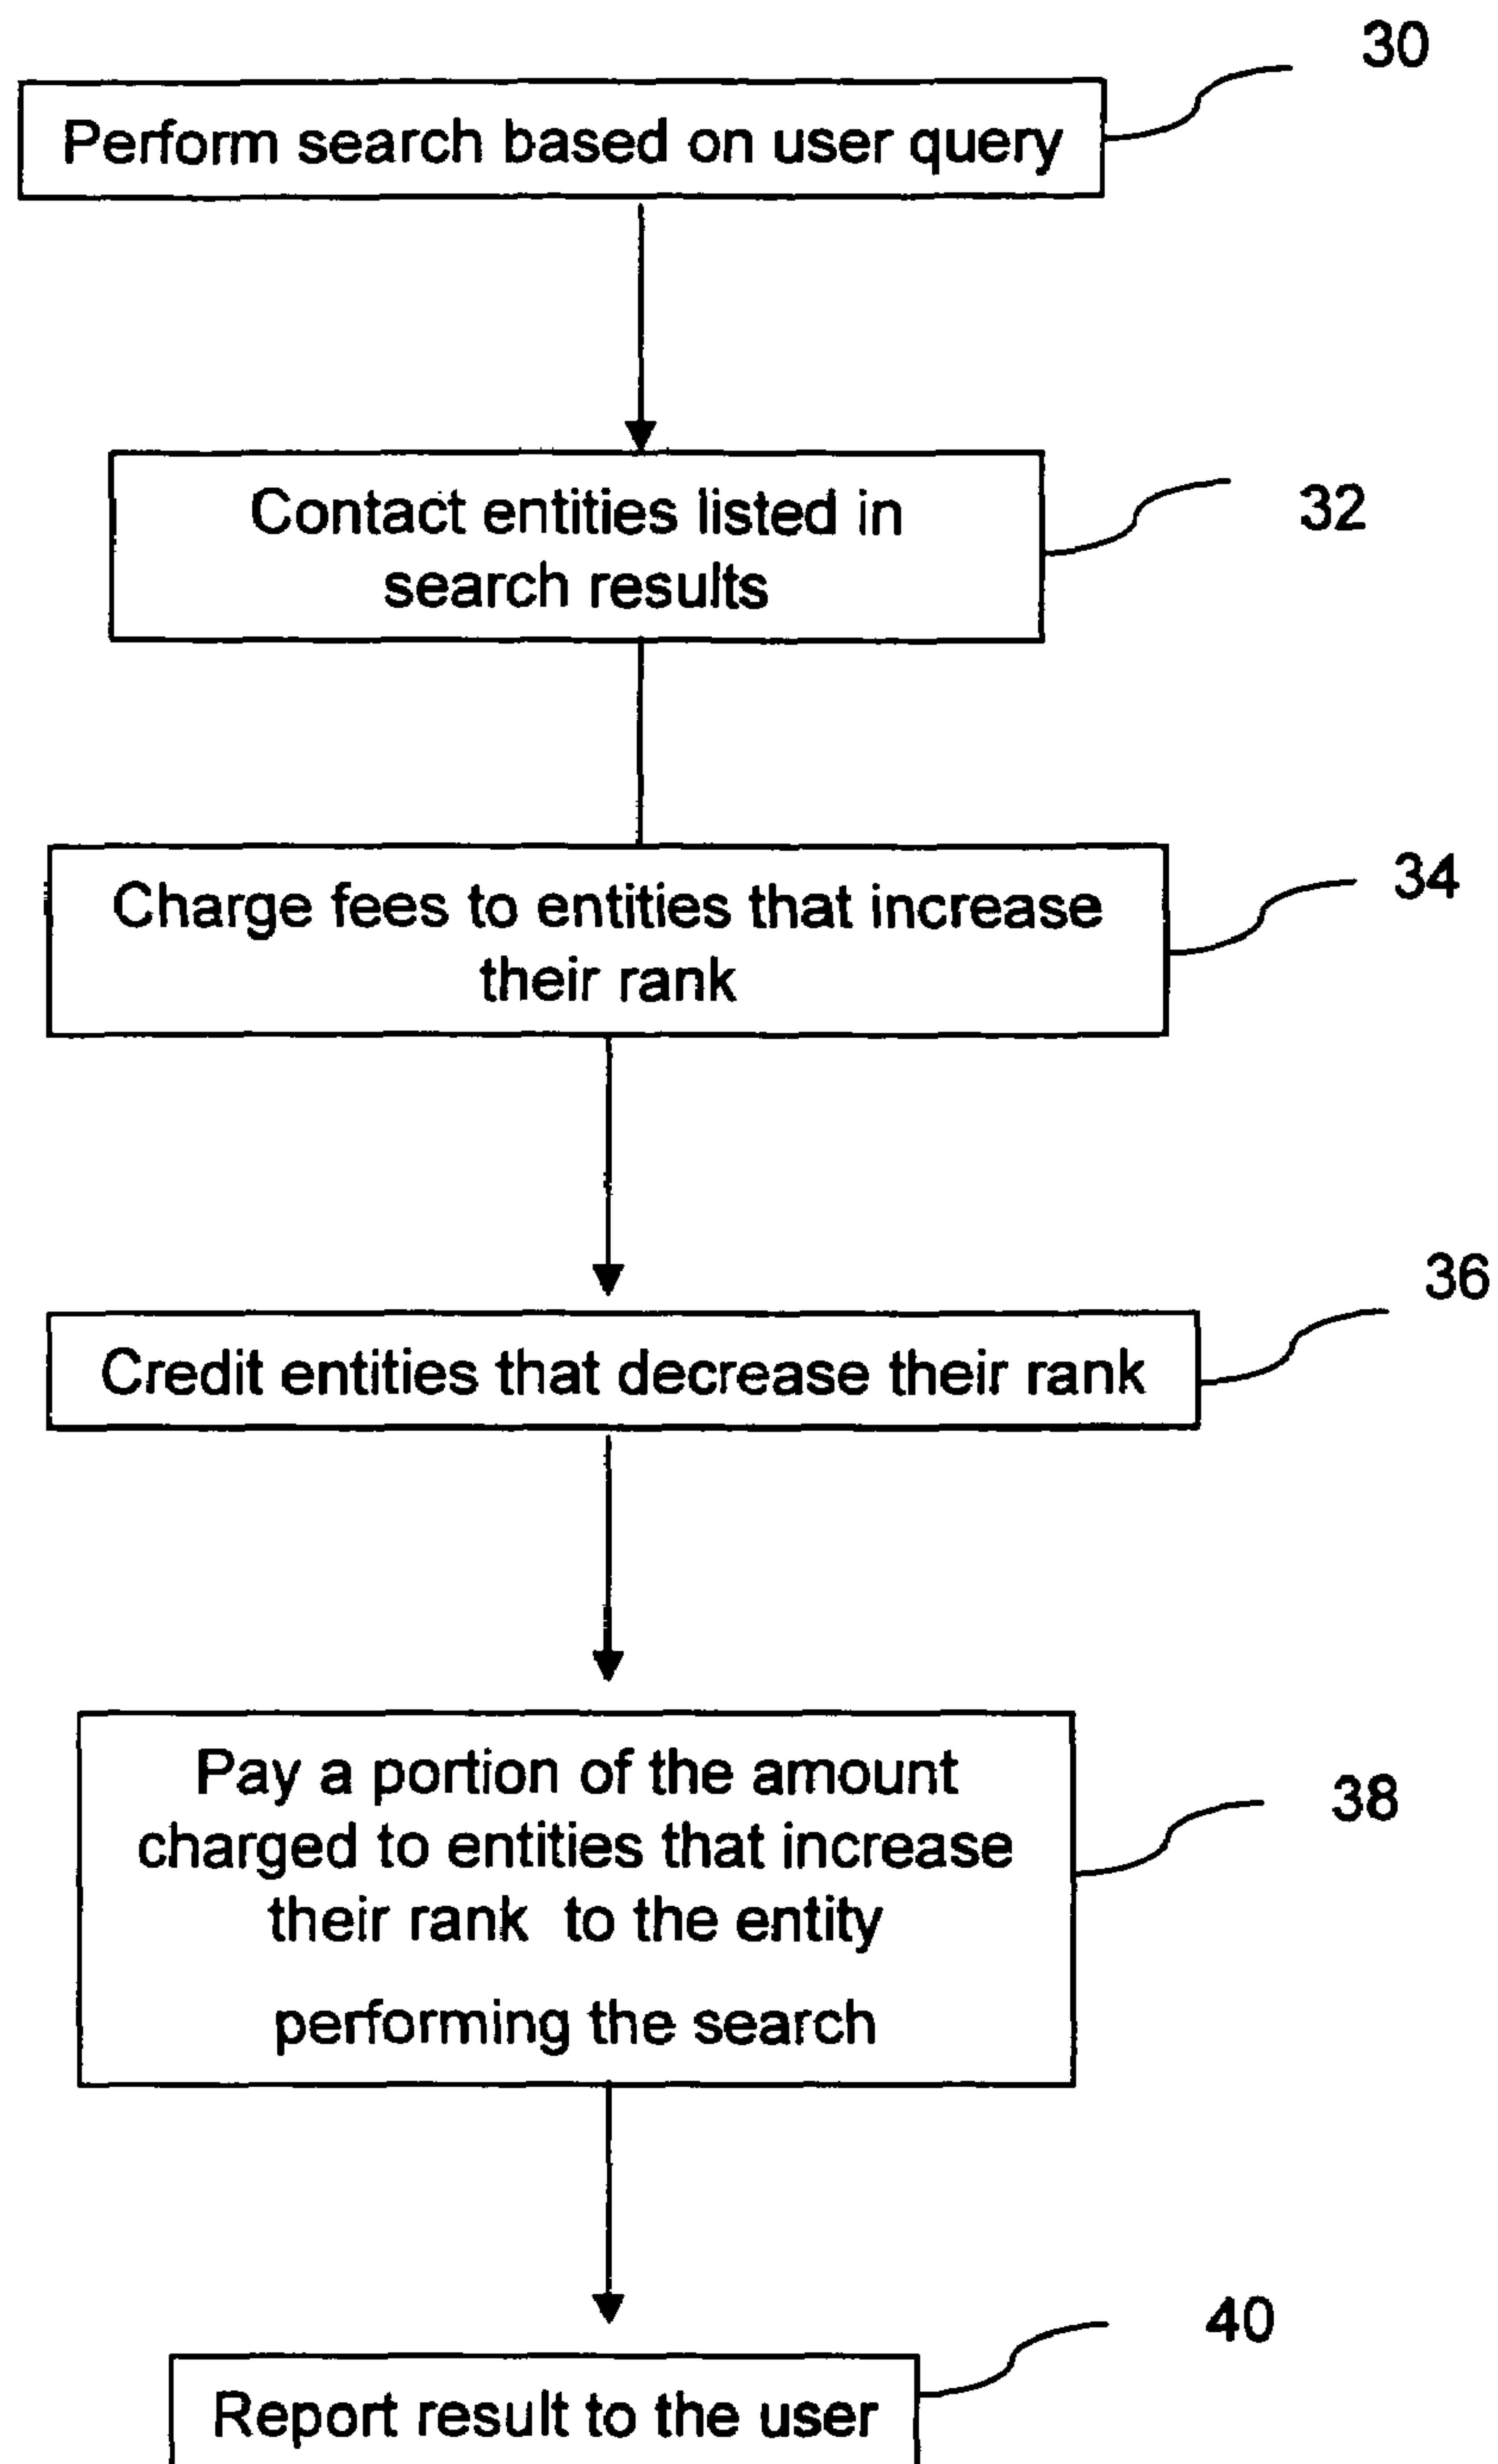 30
Perform search based on user query
Contact entities listed in
search results
32
Charge fees to entities that increase
their rank
34
36
Credit entities that decrease their rank
Pay a portion of the amount
charged to entities that increase
their rank to the entity
performing the search
38
40
Report result to the user